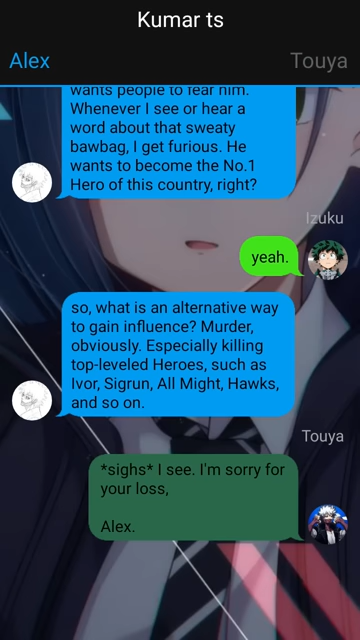 Kumar ts
Alex
Touya
wants people to fear him.
Whenever I see or hear a
word about that sweaty
bawbag, I get furious. He
wants to become the No.1
Hero of this country, right?
Izuku
yeah.
so, what is an alternative way
to gain influence? Murder,
obviously. Especially killing
top-leveled Heroes, such as
Ivor, Sigrun, All Might, Hawks,
and so on.
Touya
*sighs* I see. I'm sorry for
your loss,
Alex.